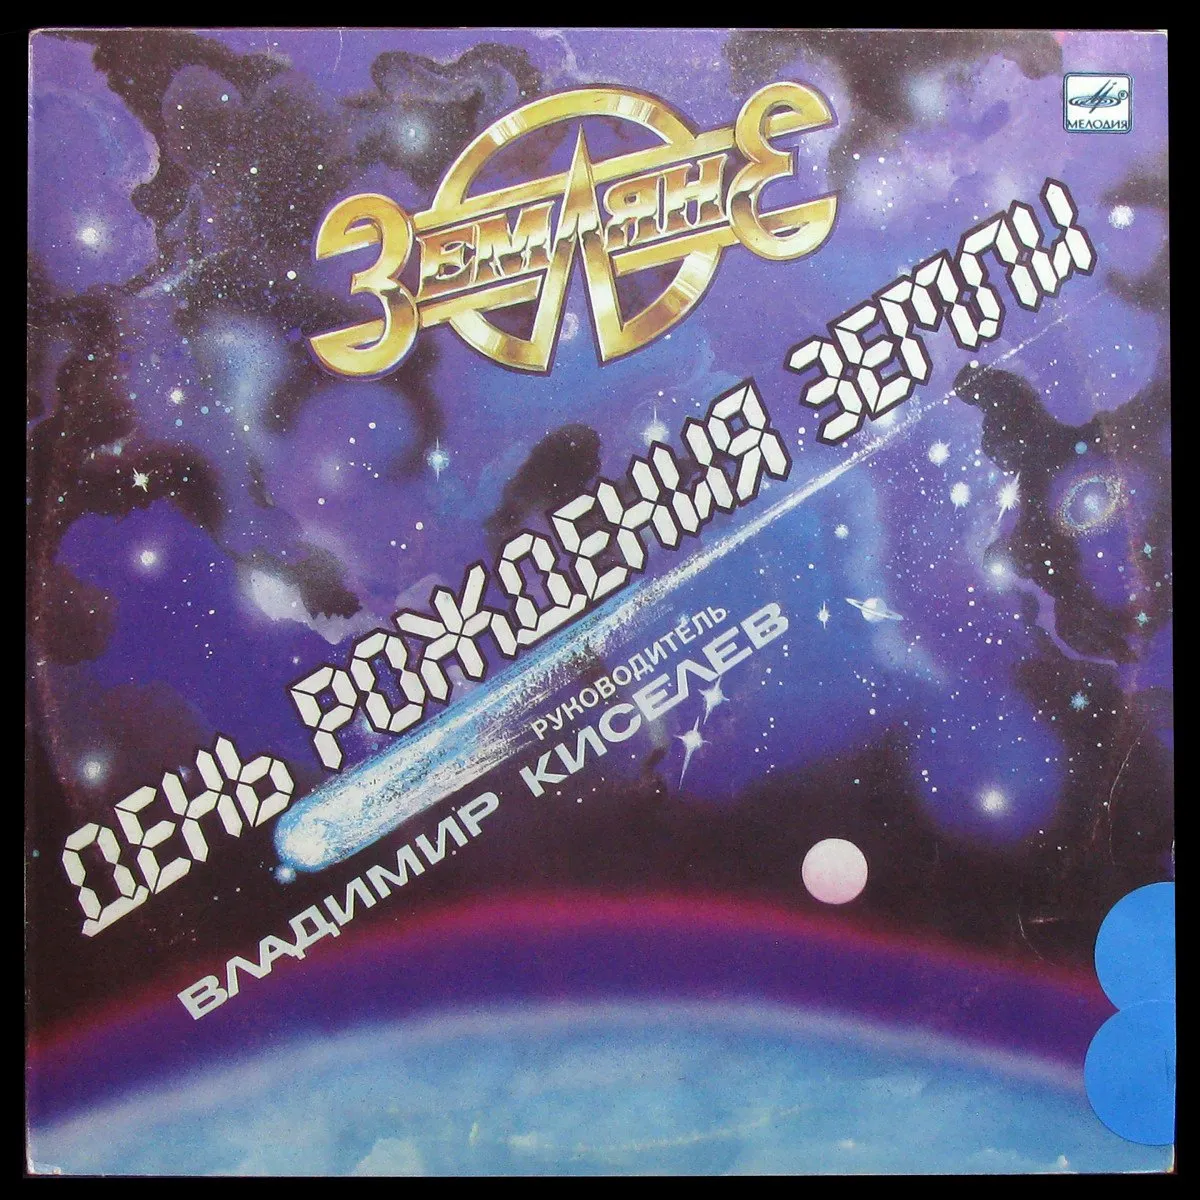 ЗЕМЛЯНЕ
МЕЛОДИЯ
ДЕНЬ РОЖДЕНИЯ ЗЕМЛИ
РУКОВОДИТЕЛЬ
ВЛАДИМИР КИСЕЛЕВ